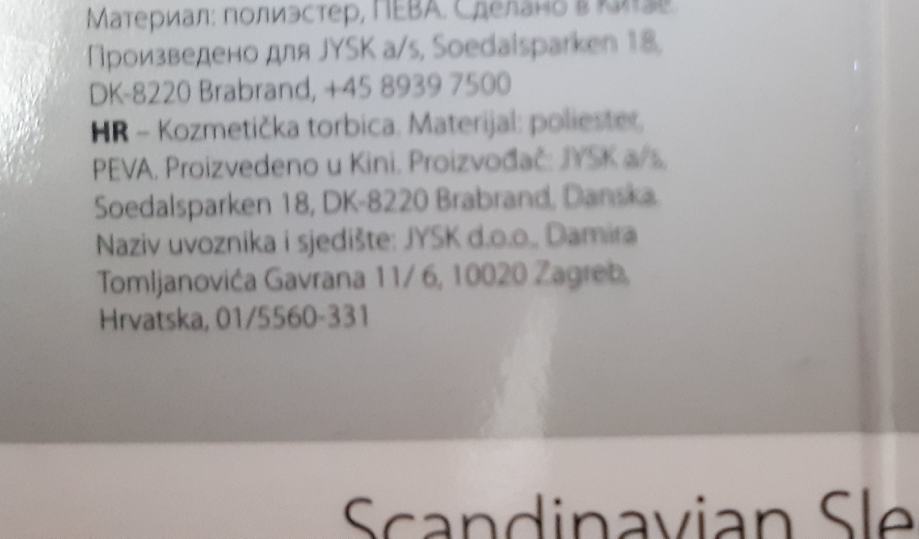 Материал: полиэстер, ПЕВА. Сделано в Китае.
Произведено для JYSK a/s, Soedalsparken 18,
DK-8220 Brabrand, +45 8939 7500
HR – Kozmetička torbica. Materijal: poliester,
PEVA. Proizvedeno u Kini. Proizvođač: JYSK a/s,
Soedalsparken 18, DK-8220 Brabrand, Danska.
Naziv uvoznika i sjedište: JYSK d.o.o., Damira
Tomljanovića Gavrana 11/ 6, 10020 Zagreb,
Hrvatska, 01/5560-331
Scandinavian Sle